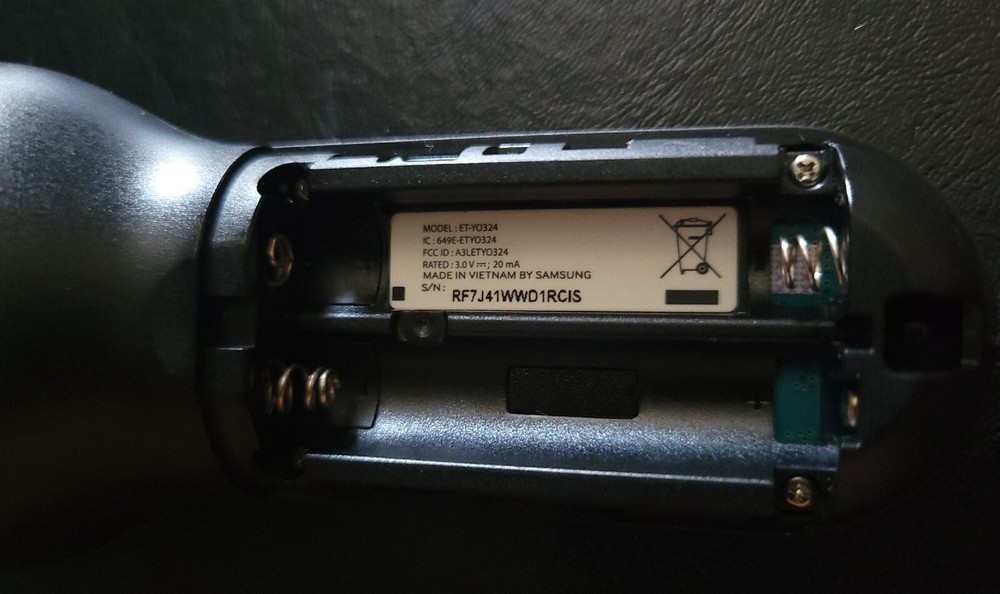 MODEL : ET-YO324
IC : 649E-ETYO324
FCC ID : A3LETYO324
RATED : 3.0 V⎓; 20 mA
MADE IN VIETNAM BY SAMSUNG
S/N :
RF7J41WWD1RCIS
+